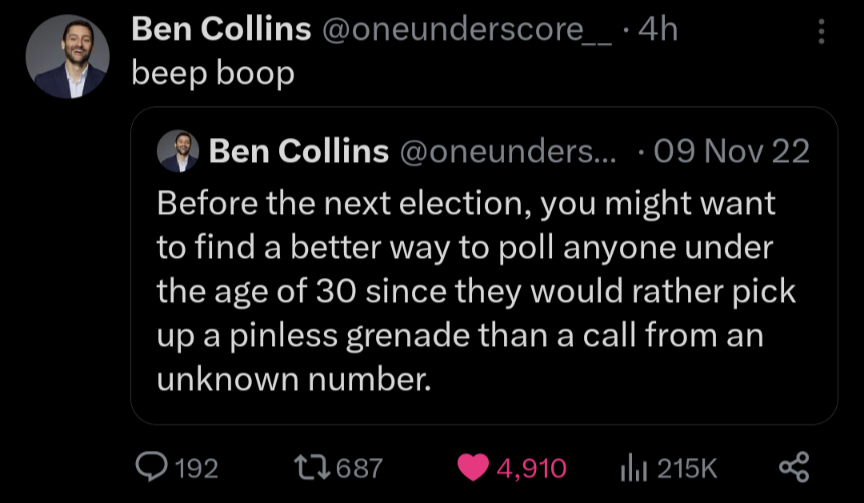 Ben Collins @oneunderscore__ · 4h
beep boop
Ben Collins @oneunders... · 09 Nov 22
Before the next election, you might want
to find a better way to poll anyone under
the age of 30 since they would rather pick
up a pinless grenade than a call from an
unknown number.
192 687 4,910 215K